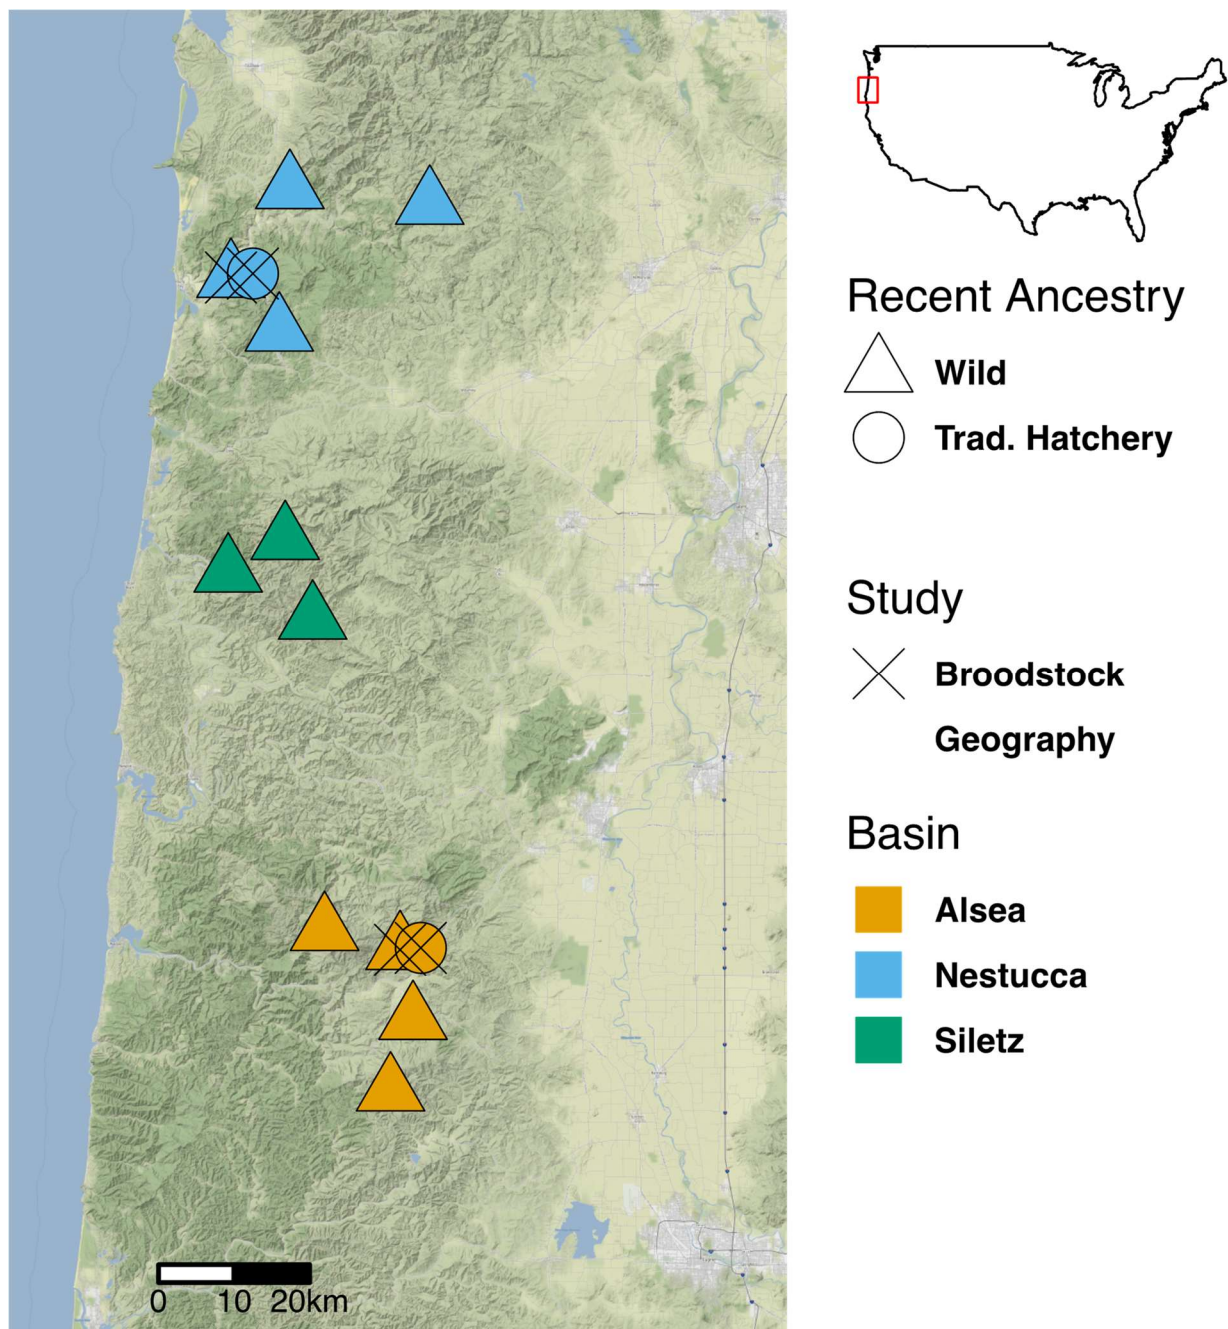 Recent Ancestry
Wild
Trad. Hatchery
Study
Broodstock
Geography
Basin
Alsea
Nestucca
Siletz
0 10 20km